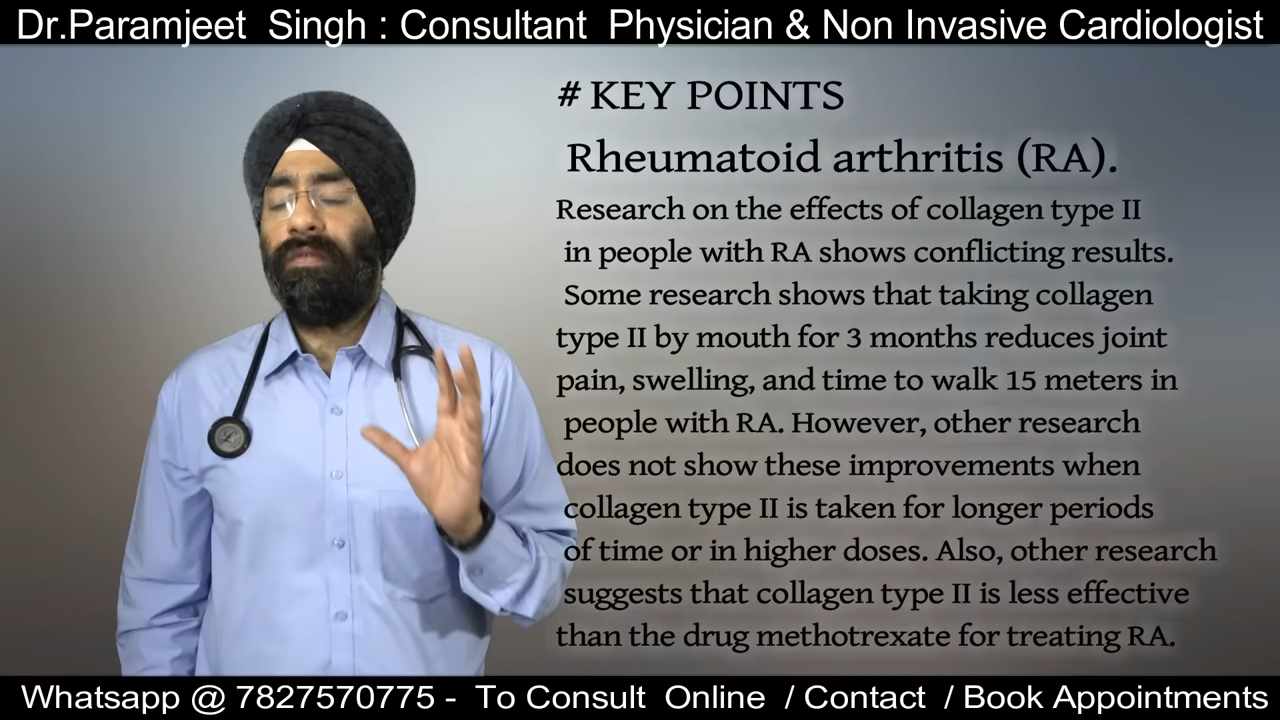 Dr.Paramjeet Singh : Consultant Physician & Non Invasive Cardiologist
# KEY POINTS
Rheumatoid arthritis (RA).
Research on the effects of collagen type II
in people with RA shows conflicting results.
Some research shows that taking collagen
type II by mouth for 3 months reduces joint
pain, swelling, and time to walk 15 meters in
people with RA. However, other research
does not show these improvements when
collagen type II is taken for longer periods
of time or in higher doses. Also, other research
suggests that collagen type II is less effective
than the drug methotrexate for treating RA.
Whatsapp @ 7827570775 - To Consult Online / Contact / Book Appointments